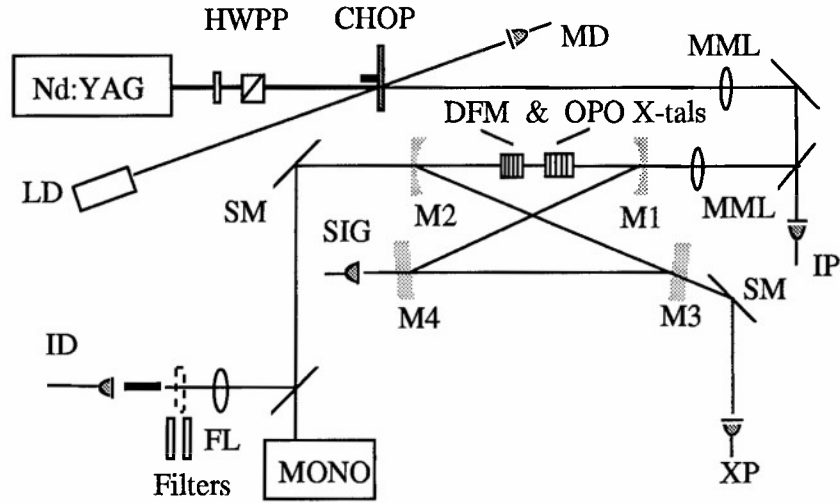 HWPP
CHOP
MD
MML
Nd:YAG
DFM & OPO X-tals
LD
SM
M2
M1
MML
SIG
IP
SM
M4
M3
ID
FL
MONO
XP
Filters